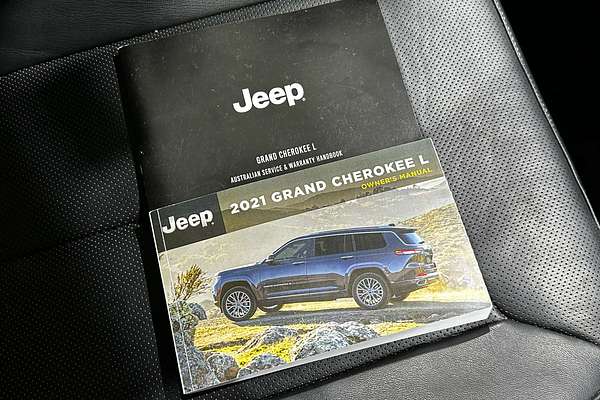 Jeep
GRAND CHEROKEE L
AUSTRALIAN SERVICE & WARRANTY HANDBOOK
Jeep
2021 GRAND CHEROKEE L
OWNER'S MANUAL